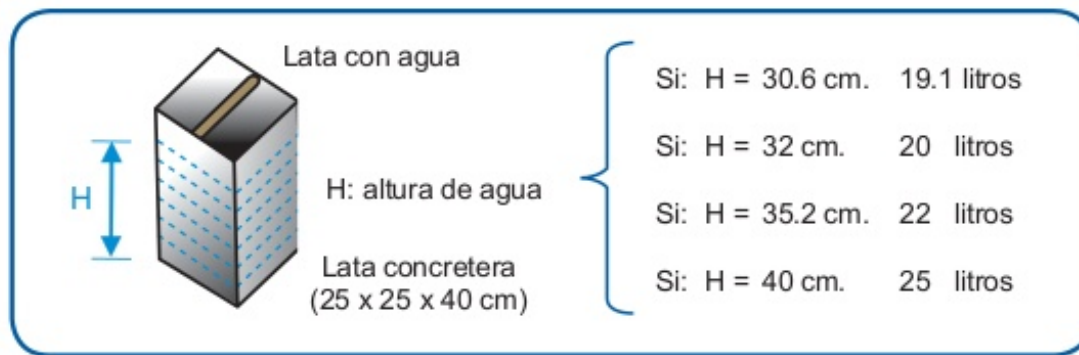 Lata con agua
H
H: altura de agua
Lata concretera
(25 x 25 x 40 cm)
Si: H = 30.6 cm. 19.1 litros
Si: H = 32 cm. 20 litros
Si: H = 35.2 cm. 22 litros
Si: H = 40 cm. 25 litros